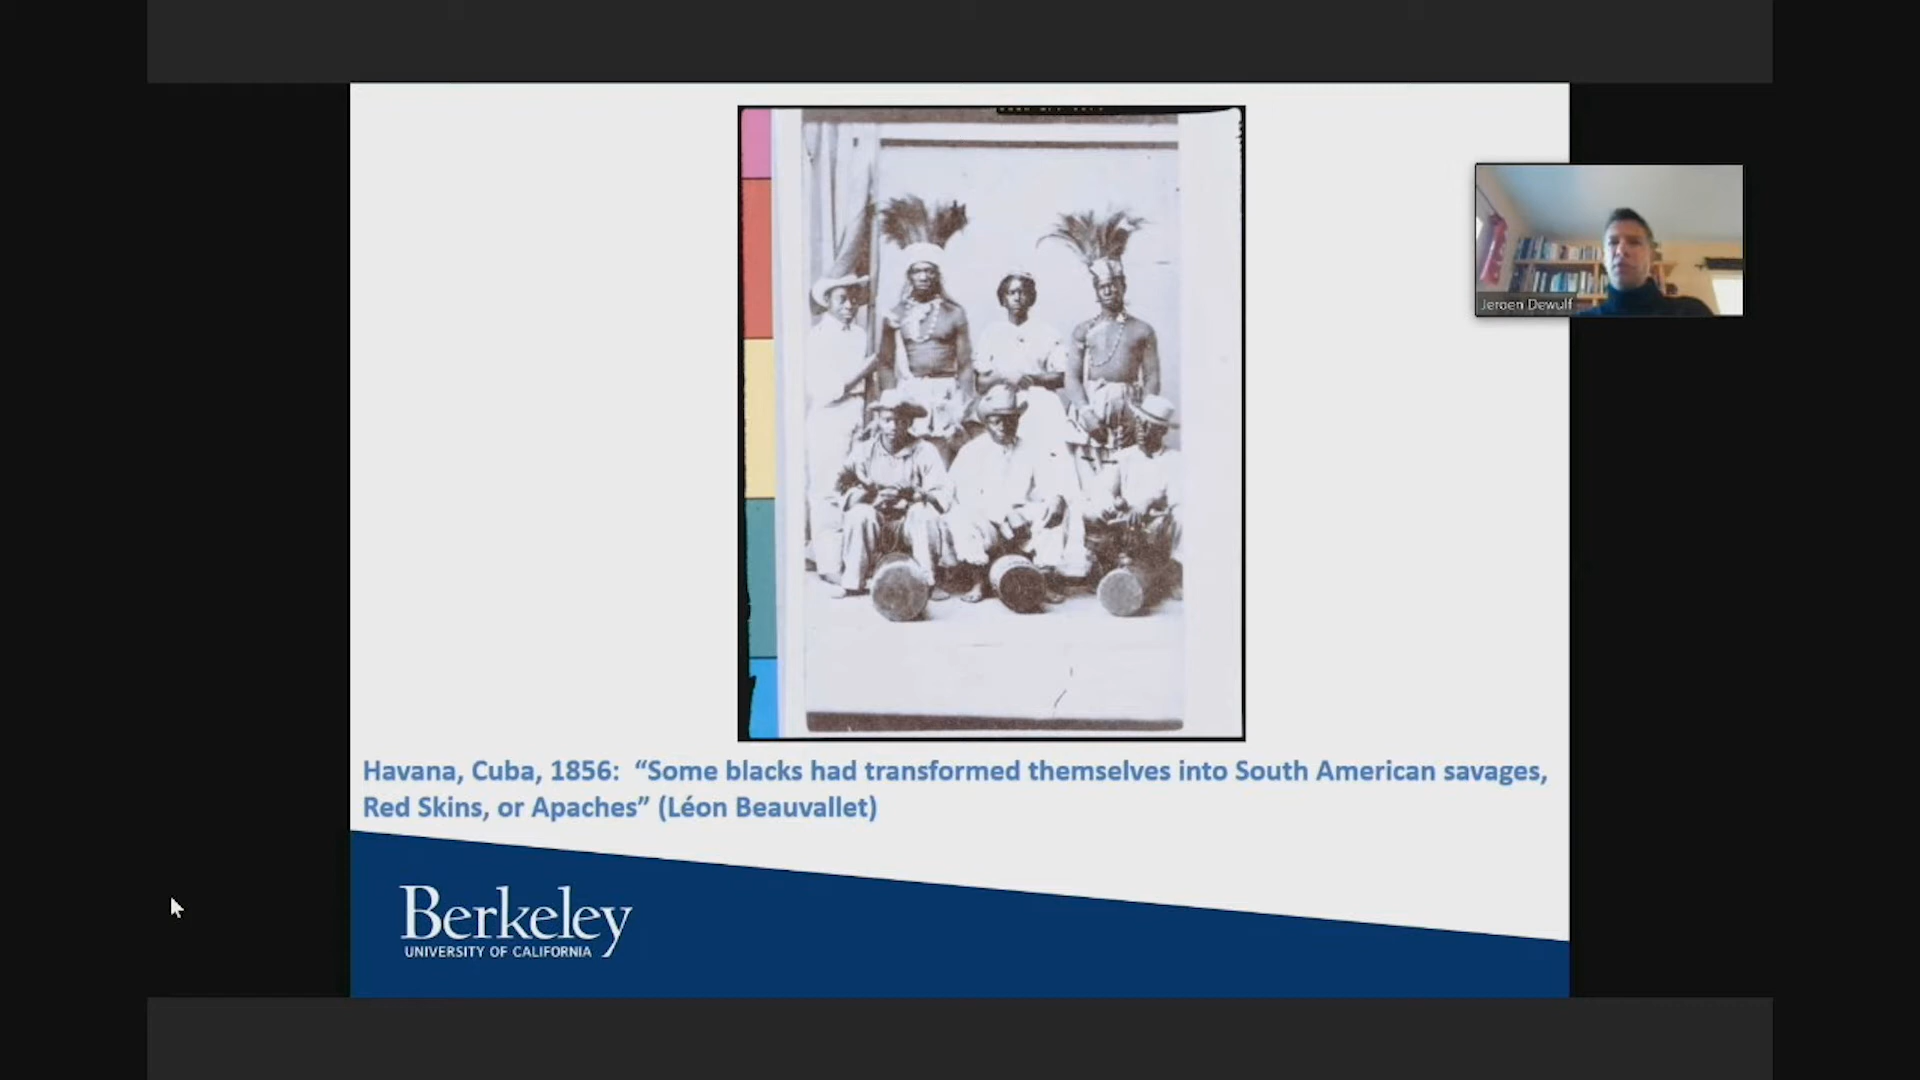 Jeroen Dewulf
Havana, Cuba, 1856: “Some blacks had transformed themselves into South American savages,
Red Skins, or Apaches” (Léon Beauvallet)
Berkeley
UNIVERSITY OF CALIFORNIA